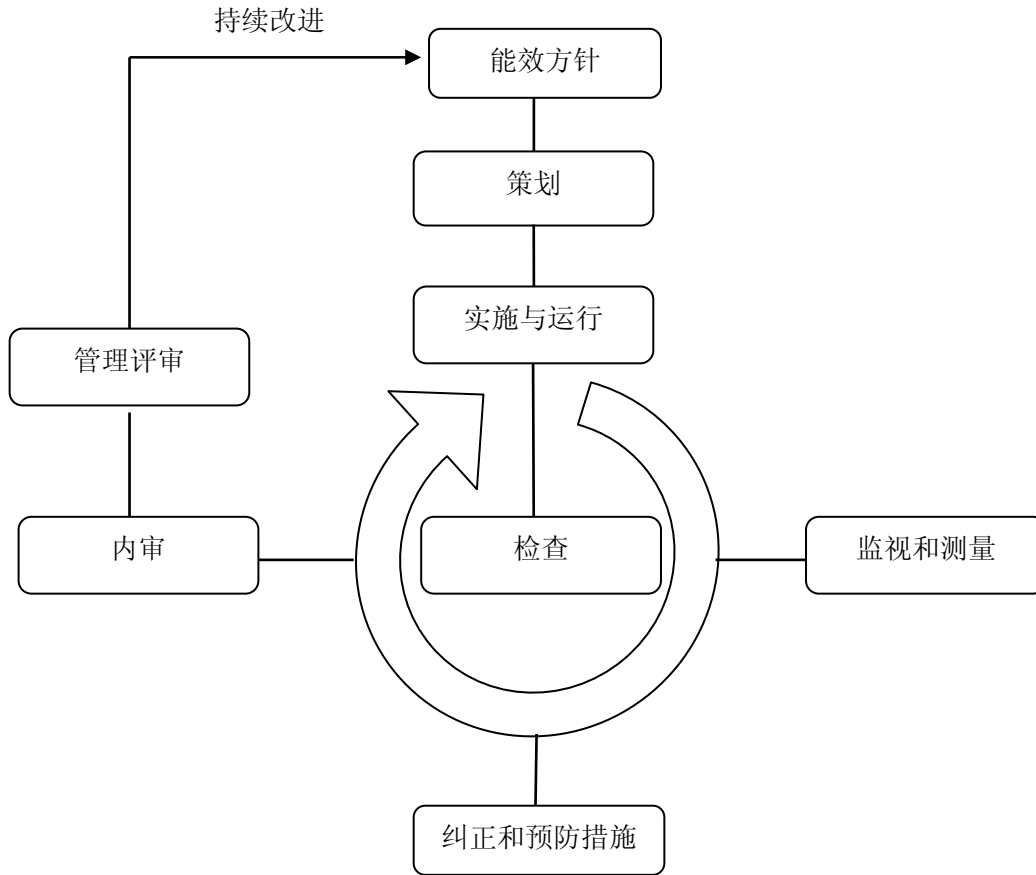 持续改进
能效方针
策划
实施与运行
管理评审
内审
检查
监视和测量
纠正和预防措施